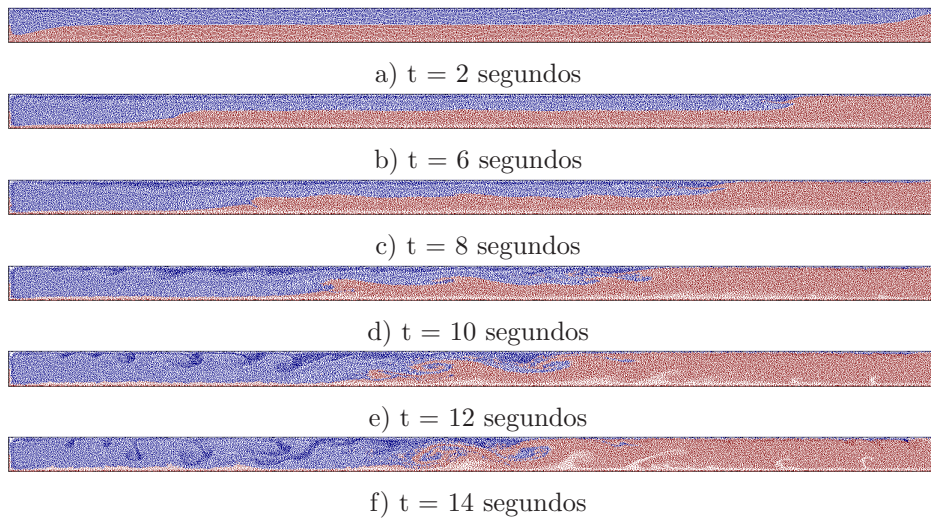 a) t = 2 segundos
b) t = 6 segundos
c) t = 8 segundos
d) t = 10 segundos
e) t = 12 segundos
f) t = 14 segundos